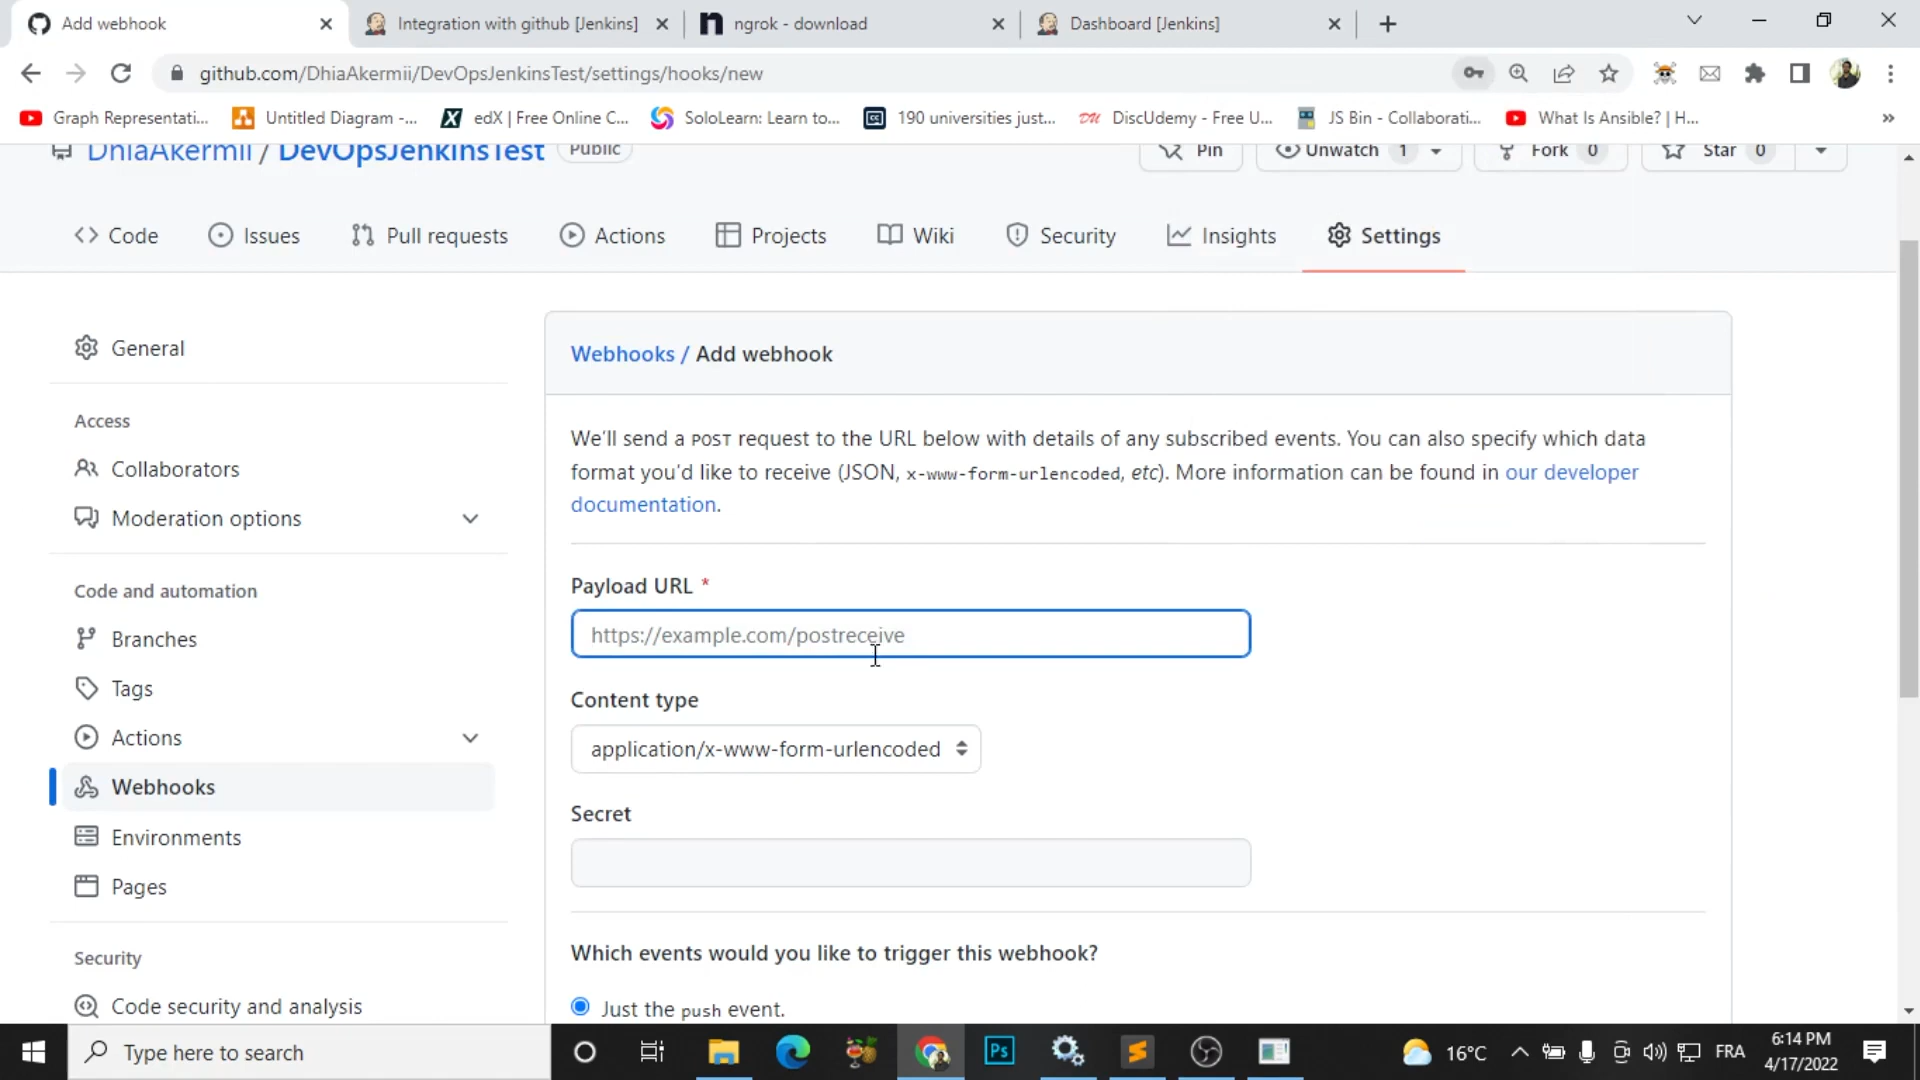 Add webhook
Integration with github [Jenkins]
ngrok - download
Dashboard [Jenkins]
github.com/DhiaAkermii/DevOpsJenkinsTest/settings/hooks/new
Graph Representati...
Untitled Diagram -...
edX | Free Online C...
SoloLearn: Learn to...
190 universities just...
DiscUdemy - Free U...
JS Bin - Collaborati...
What Is Ansible? | H...
»
DhiaAkermii / DevOpsJenkinsTest
Public
Pin
Unwatch 1
Fork 0
Star 0
Code
Issues
Pull requests
Actions
Projects
Wiki
Security
Insights
Settings
General
Access
Collaborators
Moderation options
Code and automation
Branches
Tags
Actions
Webhooks
Environments
Pages
Security
Code security and analysis
Webhooks / Add webhook
We'll send a POST request to the URL below with details of any subscribed events. You can also specify which data
format you'd like to receive (JSON, x-www-form-urlencoded, etc). More information can be found in our developer
documentation.
Payload URL *
https://example.com/postreceive
Content type
application/x-www-form-urlencoded
Secret
Which events would you like to trigger this webhook?
Just the push event.
Type here to search
Ps
16°C
FRA
6:14 PM
4/17/2022